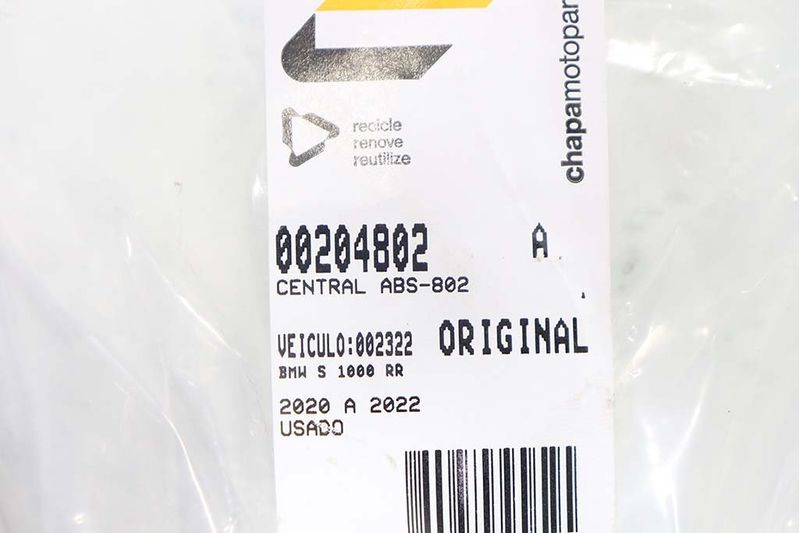 recicle
renove
reutilize
chapamotopar
00204802 A
CENTRAL ABS-802
VEICULO:002322 ORIGINAL
BMW S 1000 RR
2020 A 2022
USADO